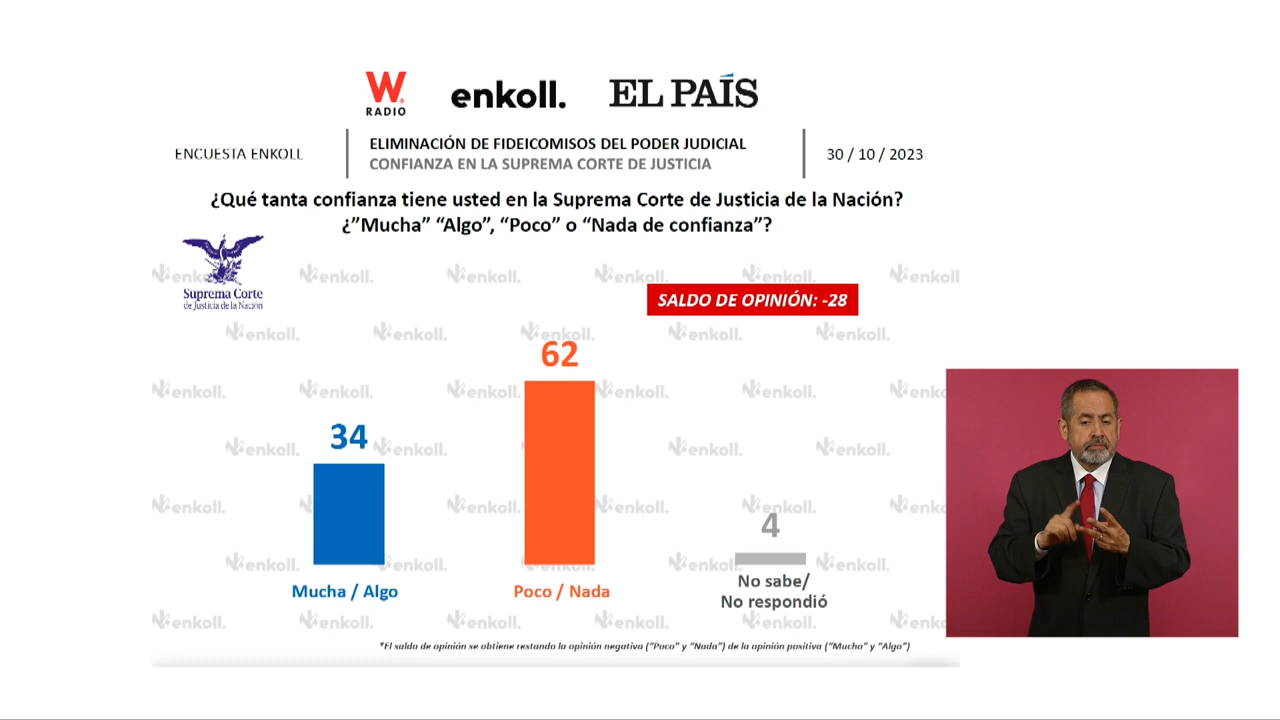 W
RADIO
enkoll.
EL PAÍS
ENCUESTA ENKOLL
ELIMINACIÓN DE FIDEICOMISOS DEL PODER JUDICIAL
CONFIANZA EN LA SUPREMA CORTE DE JUSTICIA
30 / 10 / 2023
¿Qué tanta confianza tiene usted en la Suprema Corte de Justicia de la Nación?
¿”Mucha” “Algo”, “Poco” o “Nada de confianza”?
Suprema Corte
de Justicia de la Nación
SALDO DE OPINIÓN: -28
34
62
4
Mucha / Algo
Poco / Nada
No sabe/
No respondió
*El saldo de opinión se obtiene restando la opinión negativa (“Poco” y “Nada”) de la opinión positiva (“Mucho” y “Algo”)